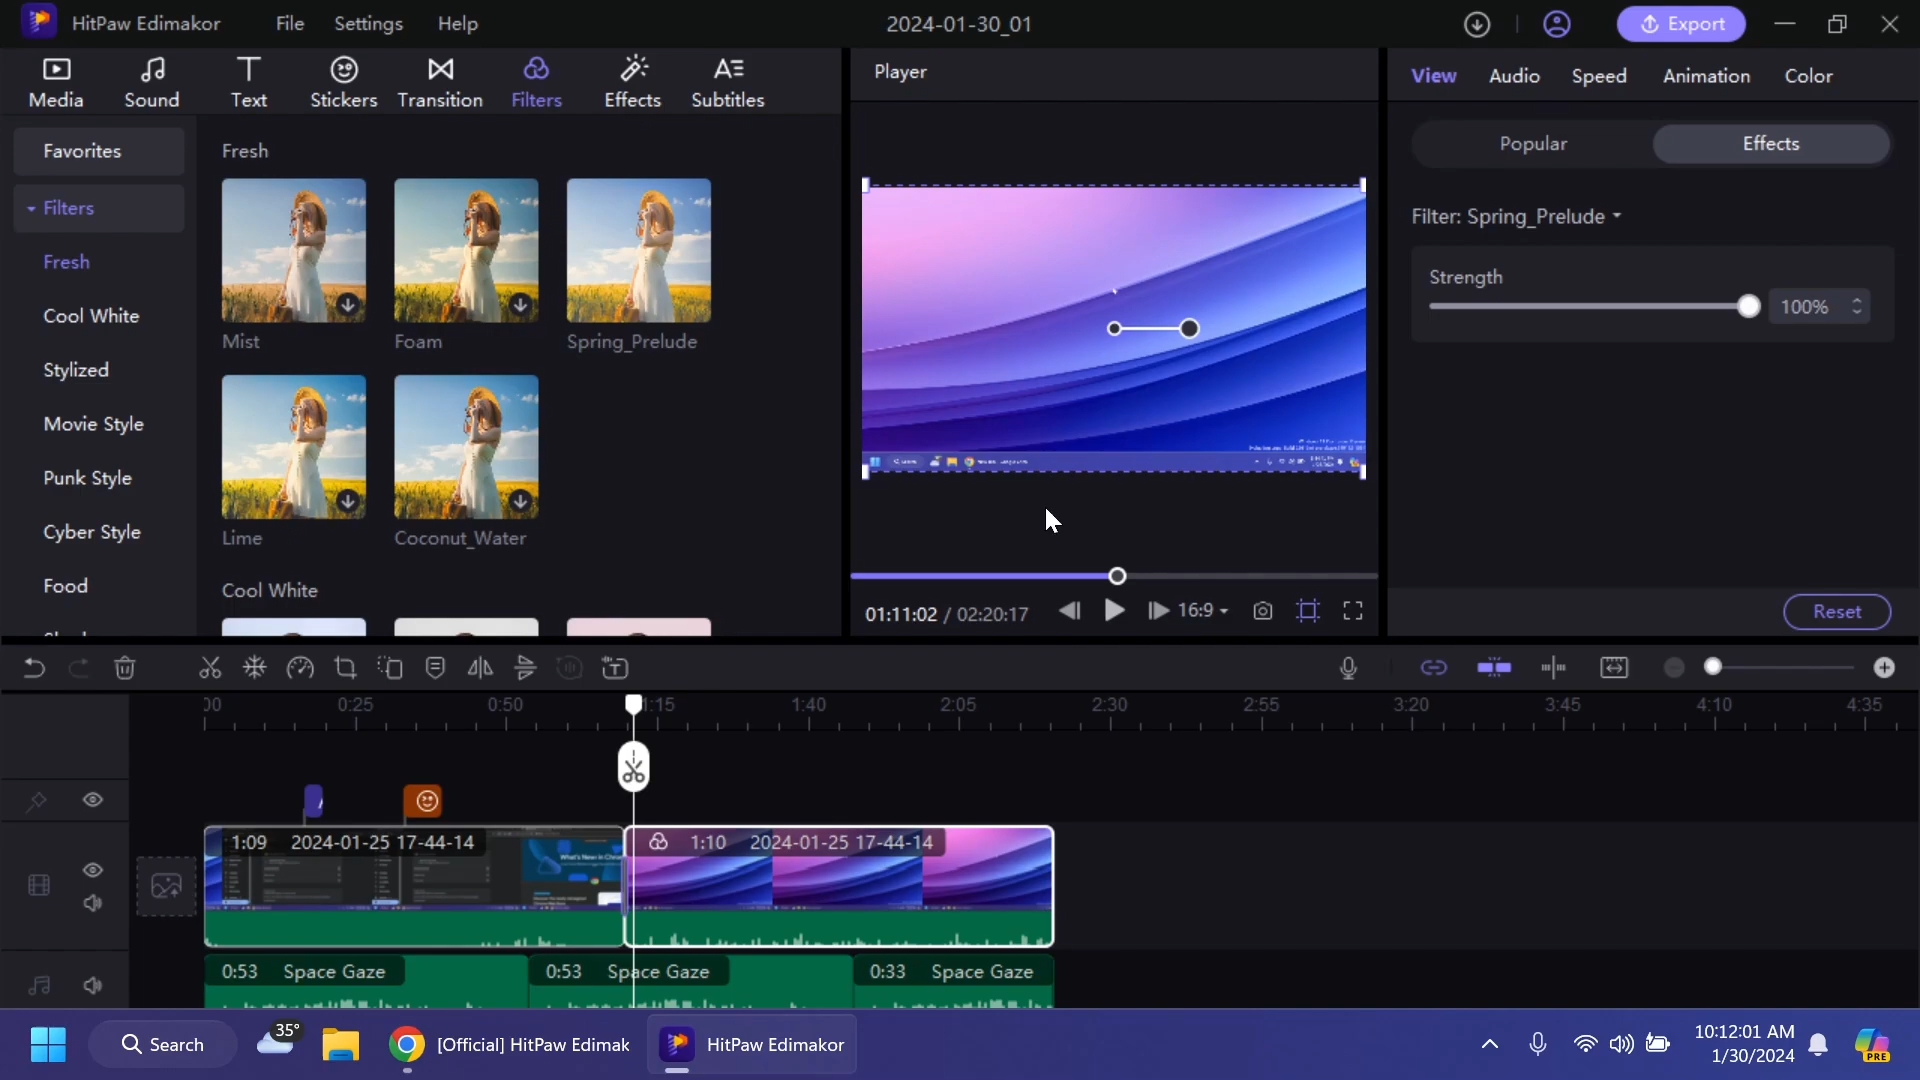 HitPaw Edimakor
File
Settings
Help
2024-01-30_01
Export
Media
Sound
Text
Stickers
Transition
Filters
Effects
Subtitles
Player
View
Audio
Speed
Animation
Color
Favorites
Filters
Fresh
Cool White
Stylized
Movie Style
Punk Style
Cyber Style
Food
Fresh
Mist
Foam
Spring_Prelude
Lime
Coconut_Water
Cool White
Popular
Effects
Filter: Spring_Prelude
Strength
100%
Reset
01:11:02 / 02:20:17
16:9
0:25
0:50
1:15
1:40
2:05
2:30
2:55
3:20
3:45
4:10
4:35
1:09 2024-01-25 17-44-14
What's New in Chro
1:10 2024-01-25 17-44-14
0:53 Space Gaze
0:53 Space Gaze
0:33 Space Gaze
35°
Search
[Official] HitPaw Edimak
HitPaw Edimakor
10:12:01 AM
1/30/2024
PRE